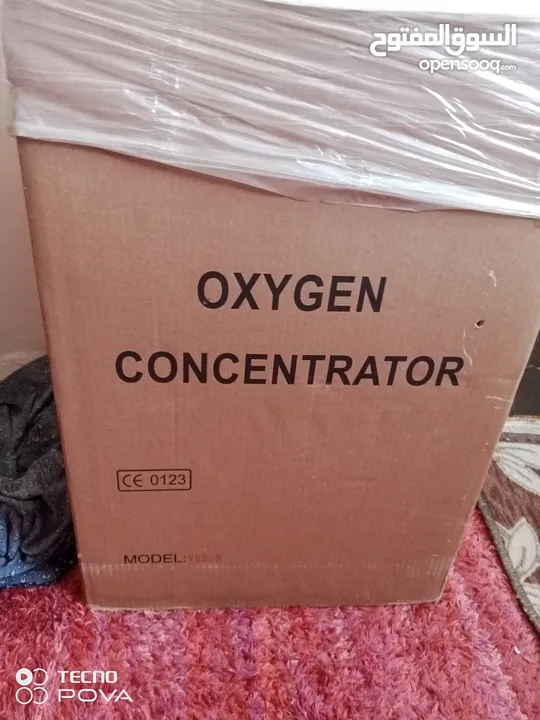 السوق المفتوح
opensooq.com
OXYGEN
CONCENTRATOR
CE 0123
MODEL:
TECNO
POVA